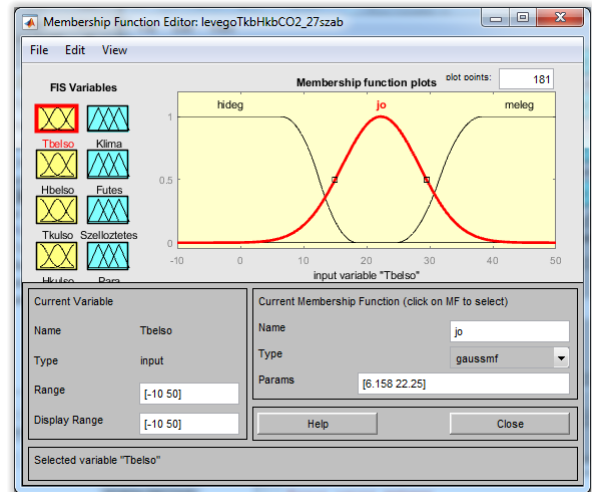 Membership Function Editor: levegoTkbHkbCO2_27szab
File Edit View
FIS Variables
Membership function plots
plot points:
181
hideg
jo
meleg
1
0.5
0
-10 0 10 20 30 40 50
input variable "Tbelso"
Tbelso Klima
Hbelso Futes
Tkulso Szelloztetes
Hkulso Para
Current Variable
Name Tbelso
Type input
Range [-10 50]
Display Range [-10 50]
Current Membership Function (click on MF to select)
Name jo
Type gaussmf
Params [6.158 22.25]
Help Close
Selected variable "Tbelso"